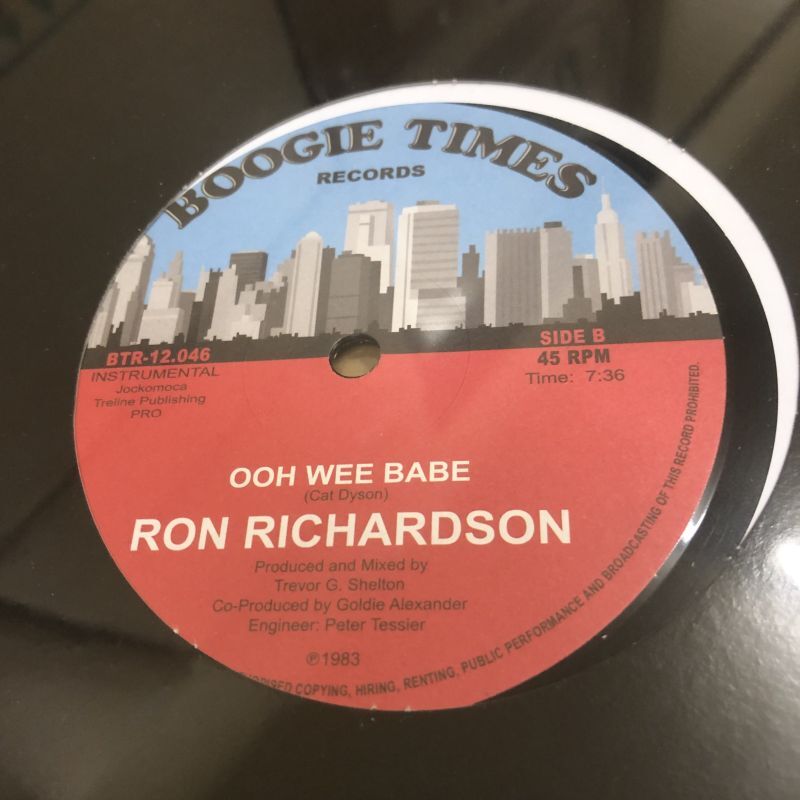 BOOGIE TIMES
RECORDS
BTR-12.046
INSTRUMENTAL
Jockomoca
Treline Publishing
PRO
SIDE B
45 RPM
Time: 7:36
OOH WEE BABE
(Cat Dyson)
RON RICHARDSON
Produced and Mixed by
Trevor G. Shelton
Co-Produced by Goldie Alexander
Engineer: Peter Tessier
℗1983
COPYING, HIRING, RENTING, PUBLIC PERFORMANCE AND BROADCASTING OF THIS RECORD PROHIBITED.